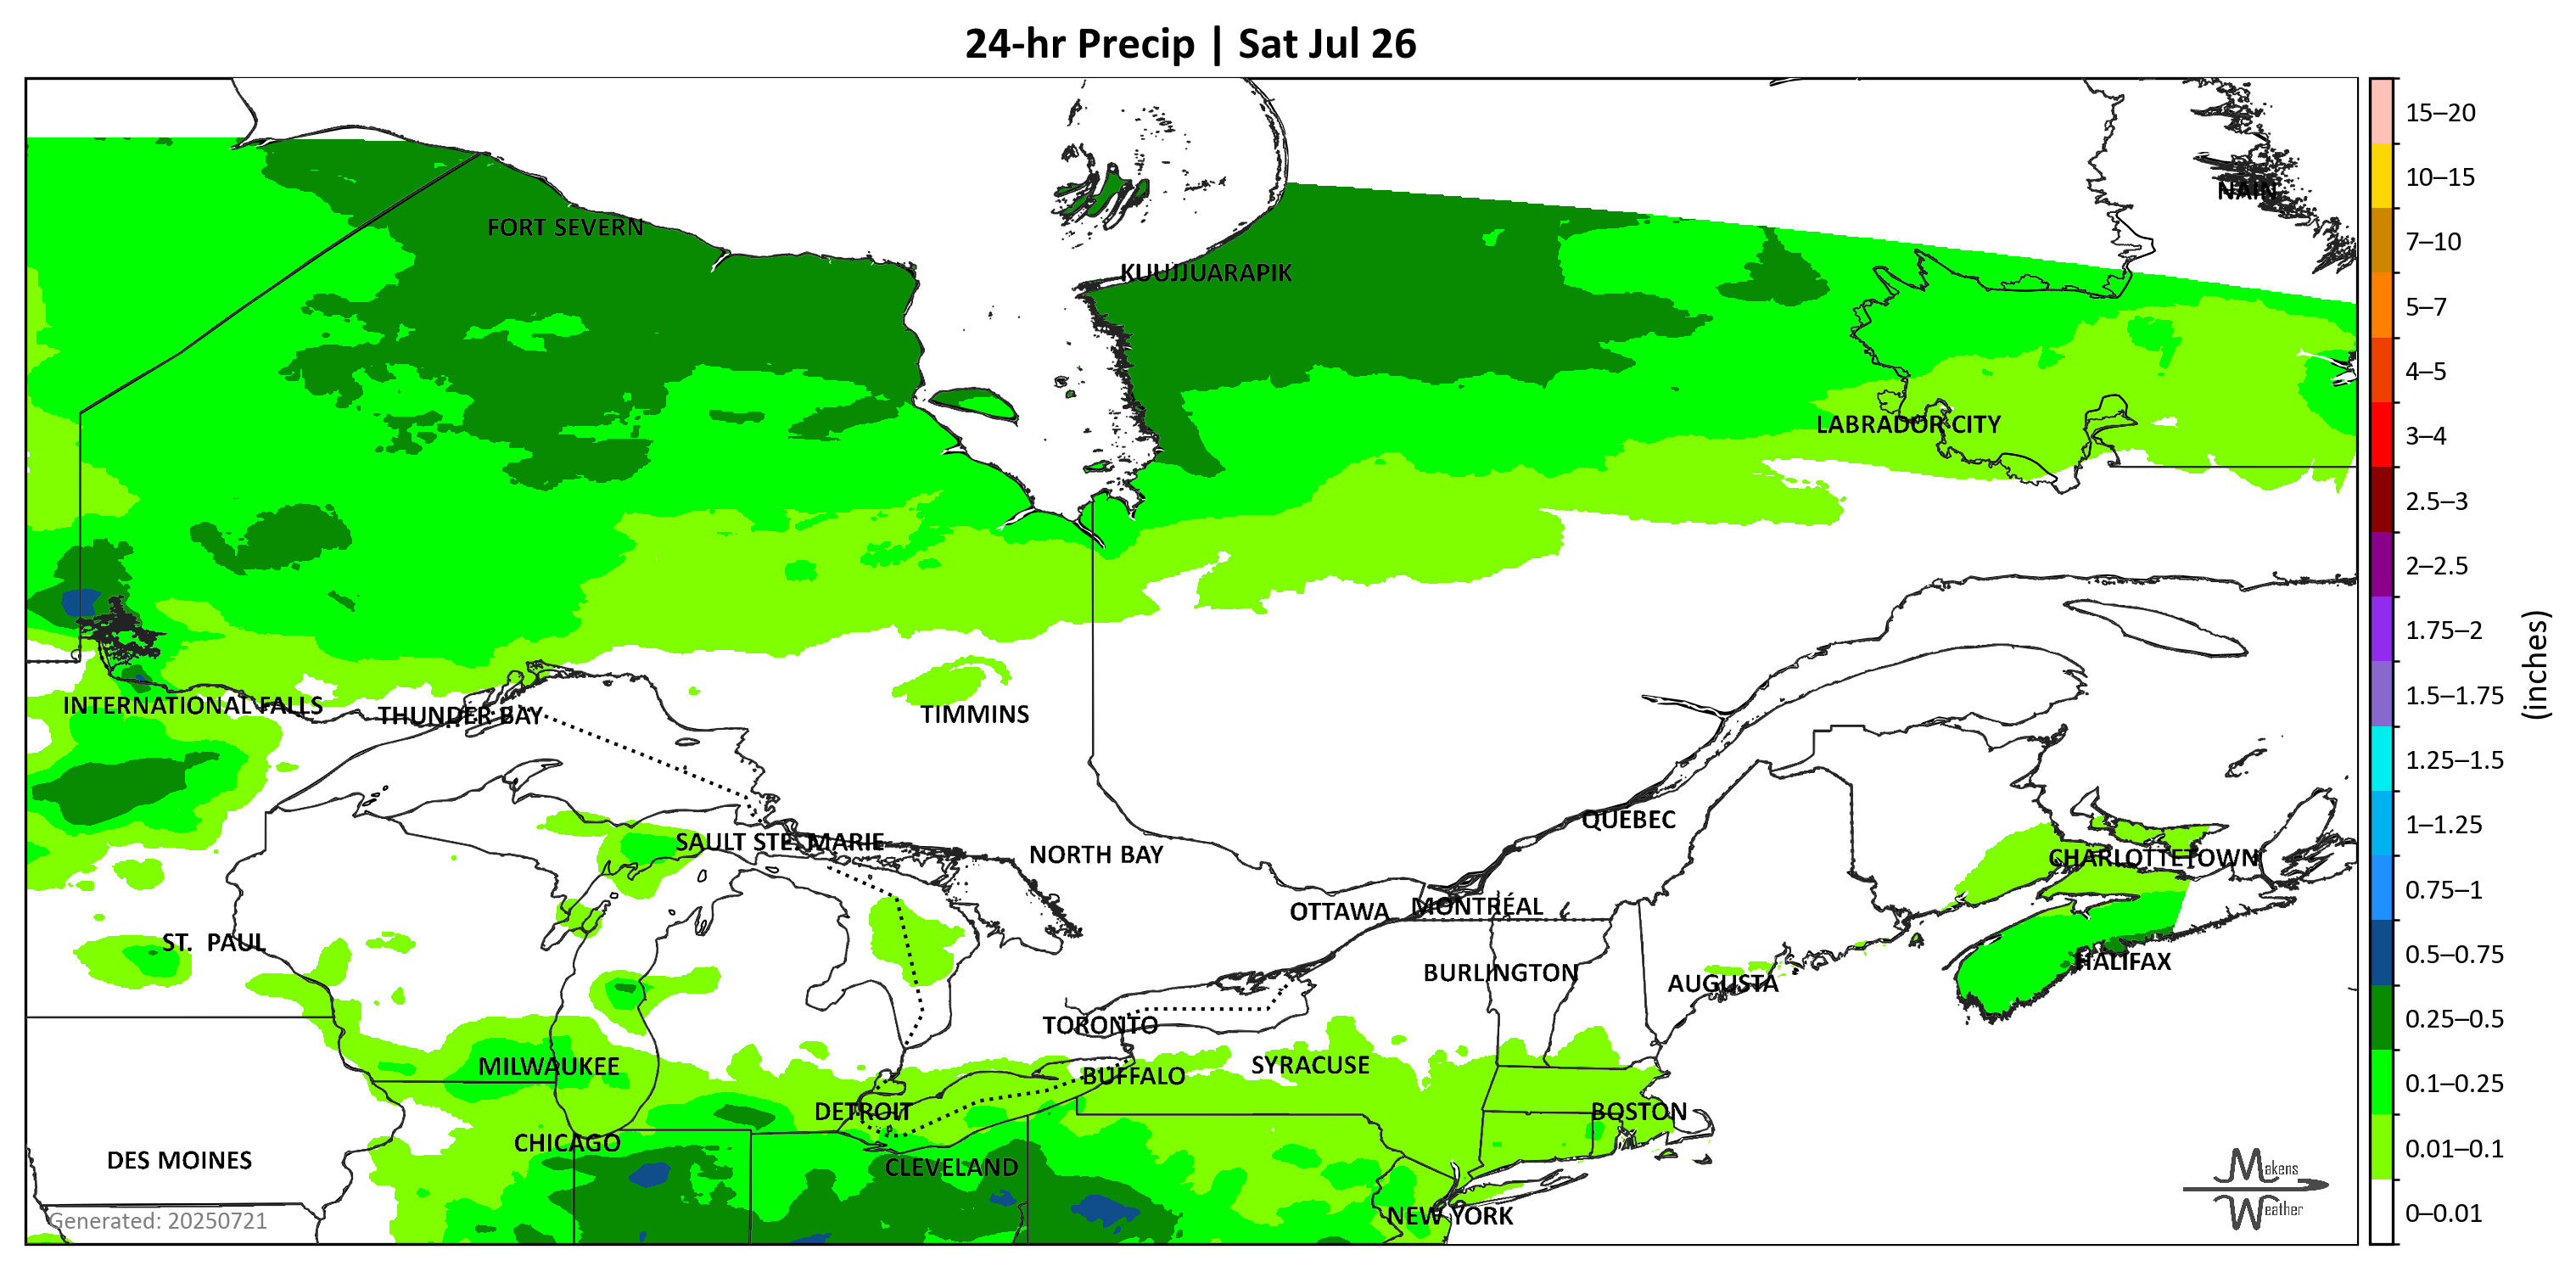 24-hr Precip | Sat Jul 26
15–20
10–15
NAIN
FORT SEVERN
7–10
KUUJJUARAPIK
5–7
4–5
LABRADOR CITY
3–4
2.5–3
2–2.5
1.75–2
(inches)
1.5–1.75
INTERNATIONAL FALLS
THUNDER BAY
TIMMINS
1.25–1.5
QUEBEC
1–1.25
SAULT STE. MARIE
NORTH BAY
CHARLOTTETOWN
0.75–1
OTTAWA
MONTRÉAL
ST. PAUL
0.5–0.75
HALIFAX
BURLINGTON
AUGUSTA
0.25–0.5
TORONTO
MILWAUKEE
SYRACUSE
BUFFALO
0.1–0.25
DETROIT
BOSTON
CHICAGO
0.01–0.1
DES MOINES
CLEVELAND
Makens
Weather
NEW YORK
0–0.01
Generated: 20250721